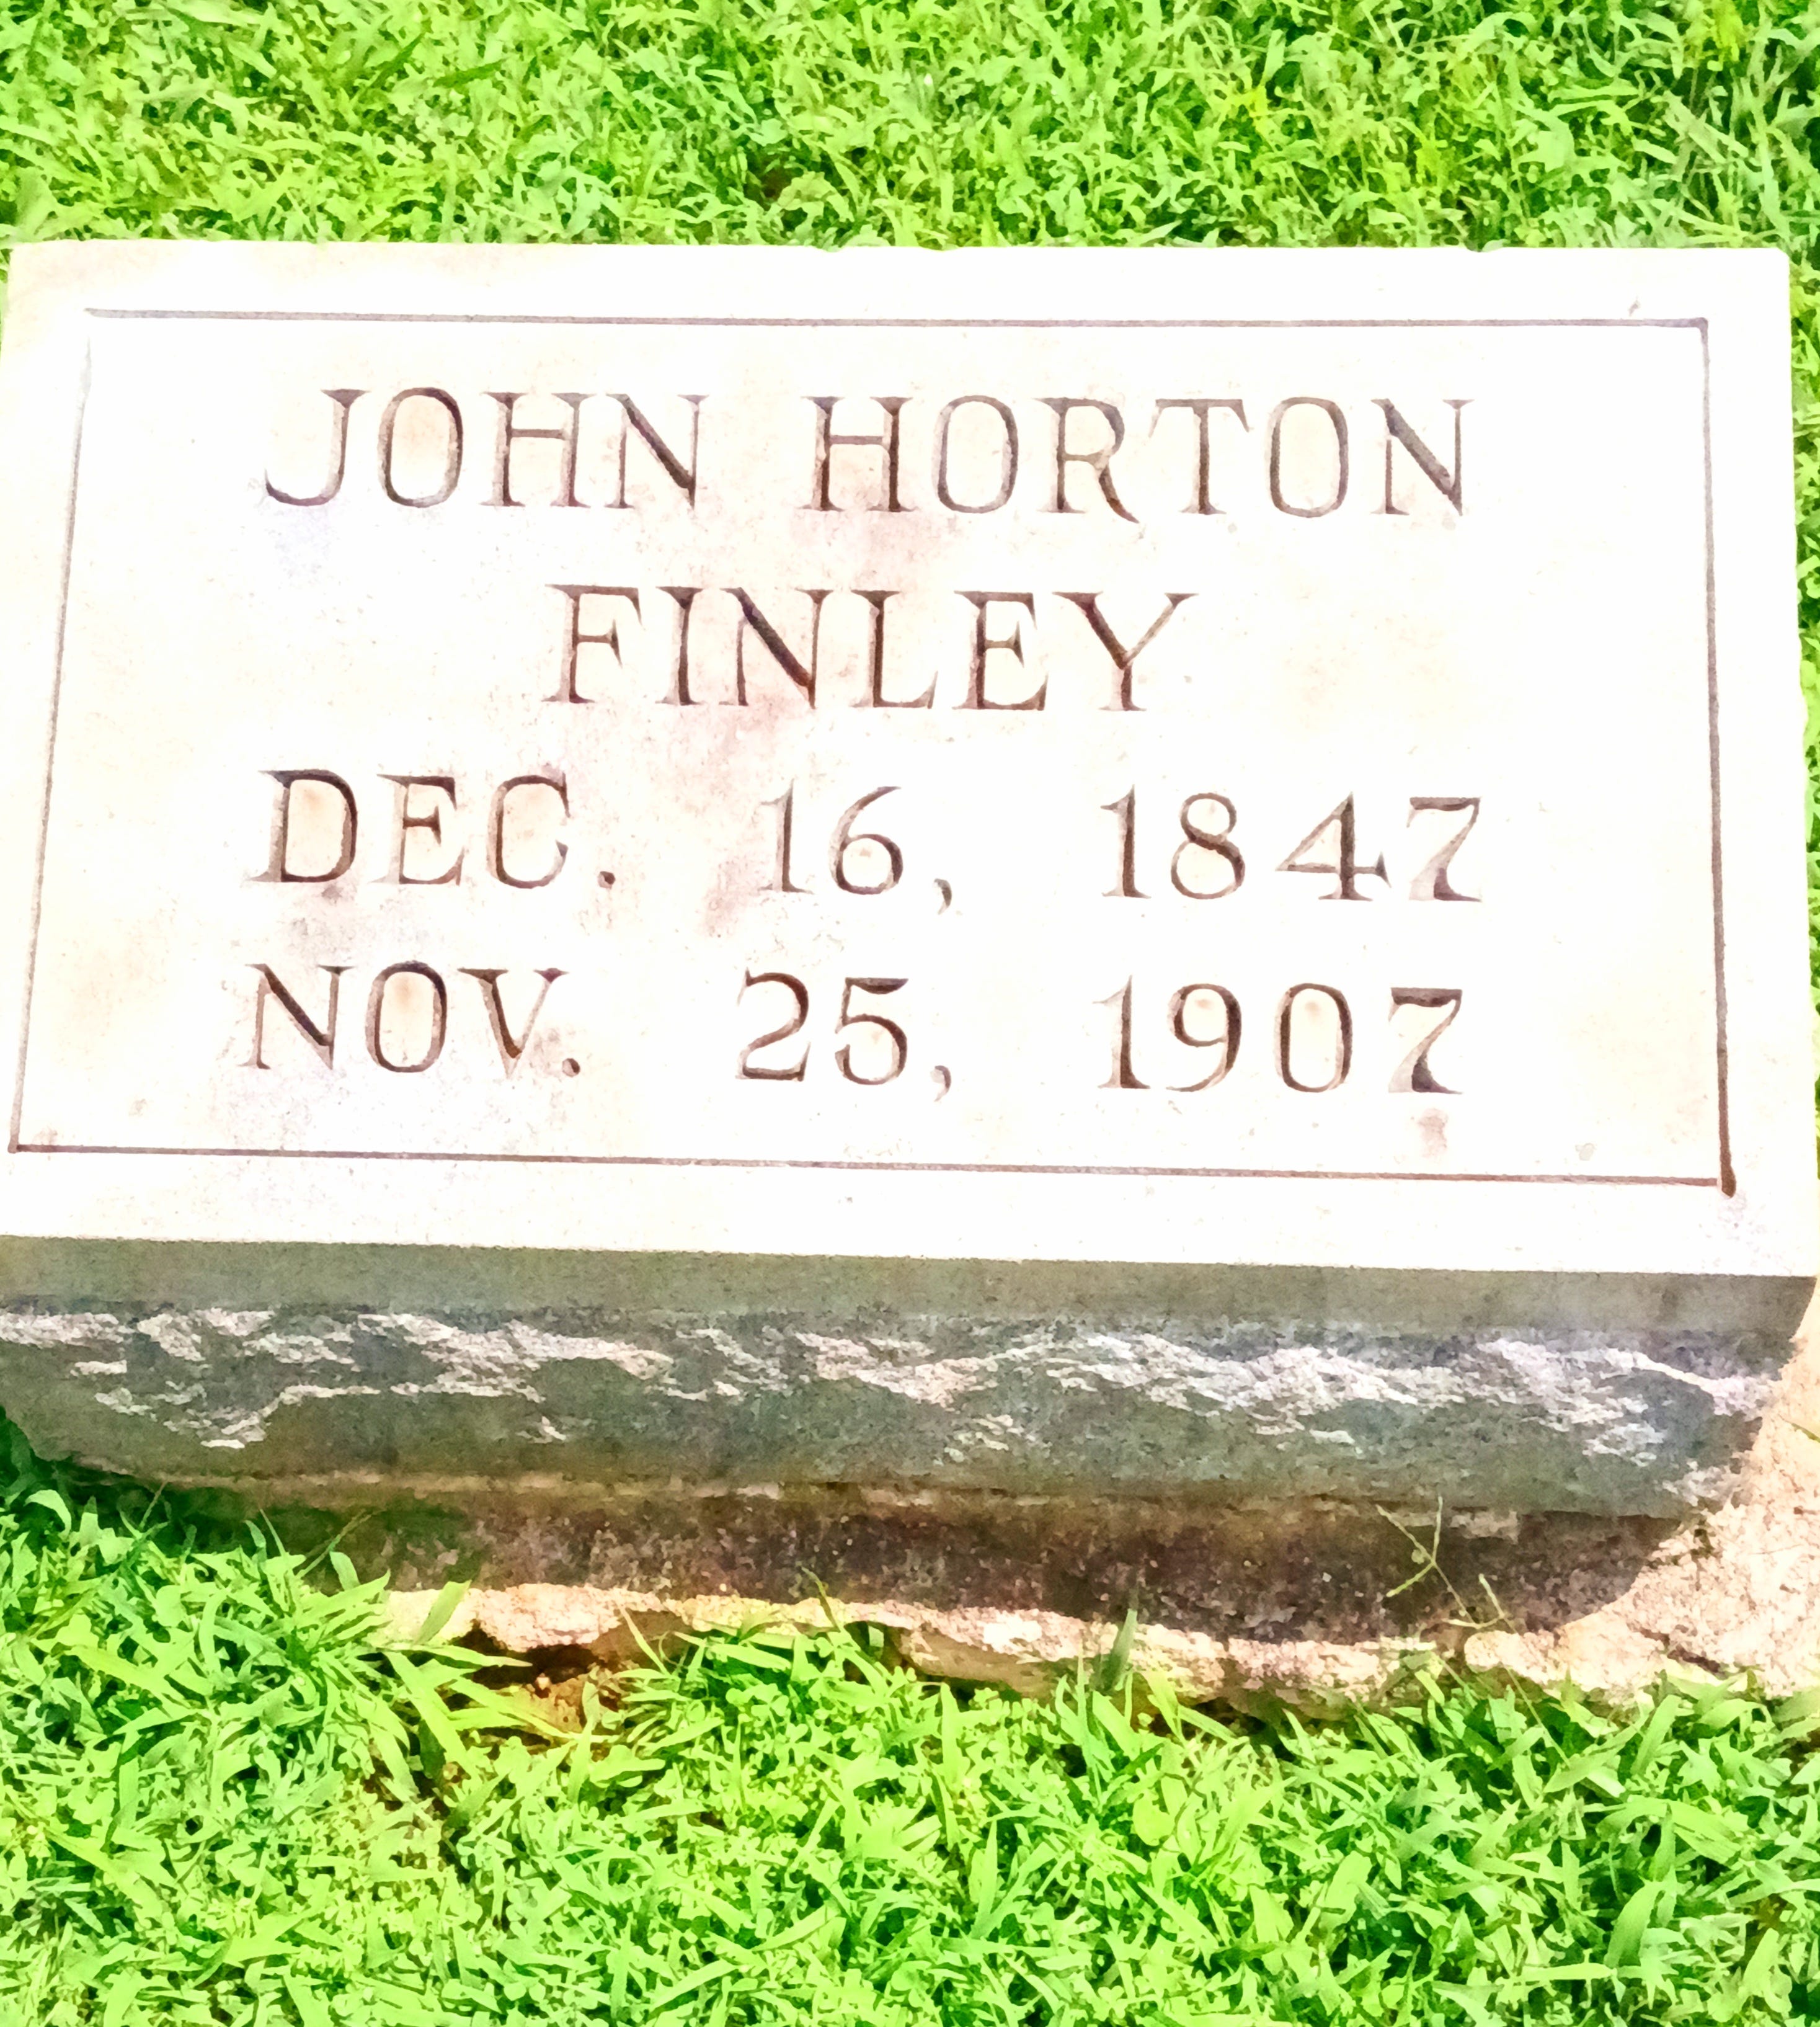 JOHN HORTON
FINLEY
DEC. 16, 1847
NOV. 25, 1907